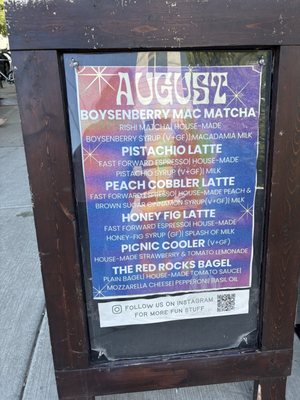 AUGUST
BOYSENBERRY MAC MATCHA
RISHI MATCHA| HOUSE-MADE
BOYSENBERRY SYRUP (V+GF)|MACADAMIA MILK
PISTACHIO LATTE
FAST FORWARD ESPRESSO| HOUSE-MADE
PISTACHIO SYRUP (V+GF)| MILK
PEACH COBBLER LATTE
FAST FORWARD ESPRESSO| HOUSE-MADE PEACH &
BROWN SUGAR CINNAMON SYRUP(V+GF)| MILK
HONEY FIG LATTE
FAST FORWARD ESPRESSO| HOUSE-MADE
HONEY-FIG SYRUP (GF)| SPLASH OF MILK
PICNIC COOLER (V+GF)
HOUSE-MADE STRAWBERRY & TOMATO LEMONADE
THE RED ROCKS BAGEL
PLAIN BAGEL| HOUSE-MADE TOMATO SAUCE|
MOZZARELLA CHEESE| PEPPERONI| BASIL OIL
FOLLOW US ON INSTAGRAM
FOR MORE FUN STUFF